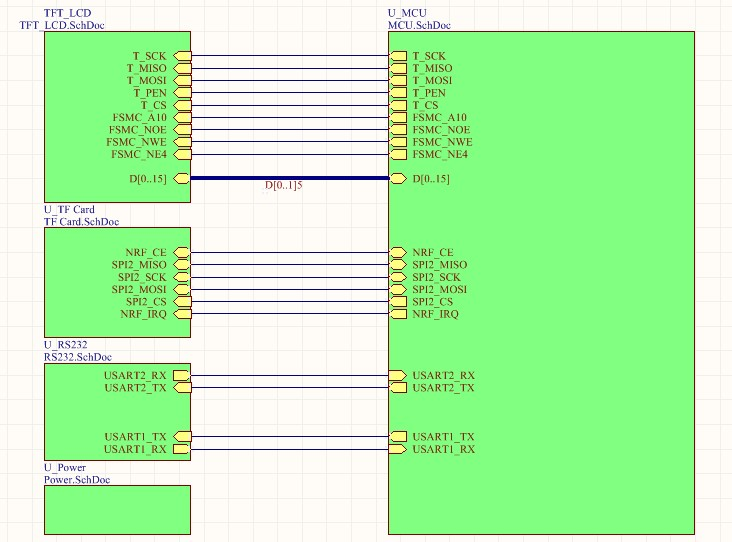 TFT_LCD
TFT_LCD.SchDoc
T_SCK
T_MISO
T_MOSI
T_PEN
T_CS
FSMC_A10
FSMC_NOE
FSMC_NWE
FSMC_NE4
D[0..15]
D[0..1]5
U_TF Card
TF Card.SchDoc
NRF_CE
SPI2_MISO
SPI2_SCK
SPI2_MOSI
SPI2_CS
NRF_IRQ
U_RS232
RS232.SchDoc
USART2_RX
USART2_TX
USART1_TX
USART1_RX
U_Power
Power.SchDoc
U_MCU
MCU.SchDoc
T_SCK
T_MISO
T_MOSI
T_PEN
T_CS
FSMC_A10
FSMC_NOE
FSMC_NWE
FSMC_NE4
D[0..15]
NRF_CE
SPI2_MISO
SPI2_SCK
SPI2_MOSI
SPI2_CS
NRF_IRQ
USART2_RX
USART2_TX
USART1_TX
USART1_RX